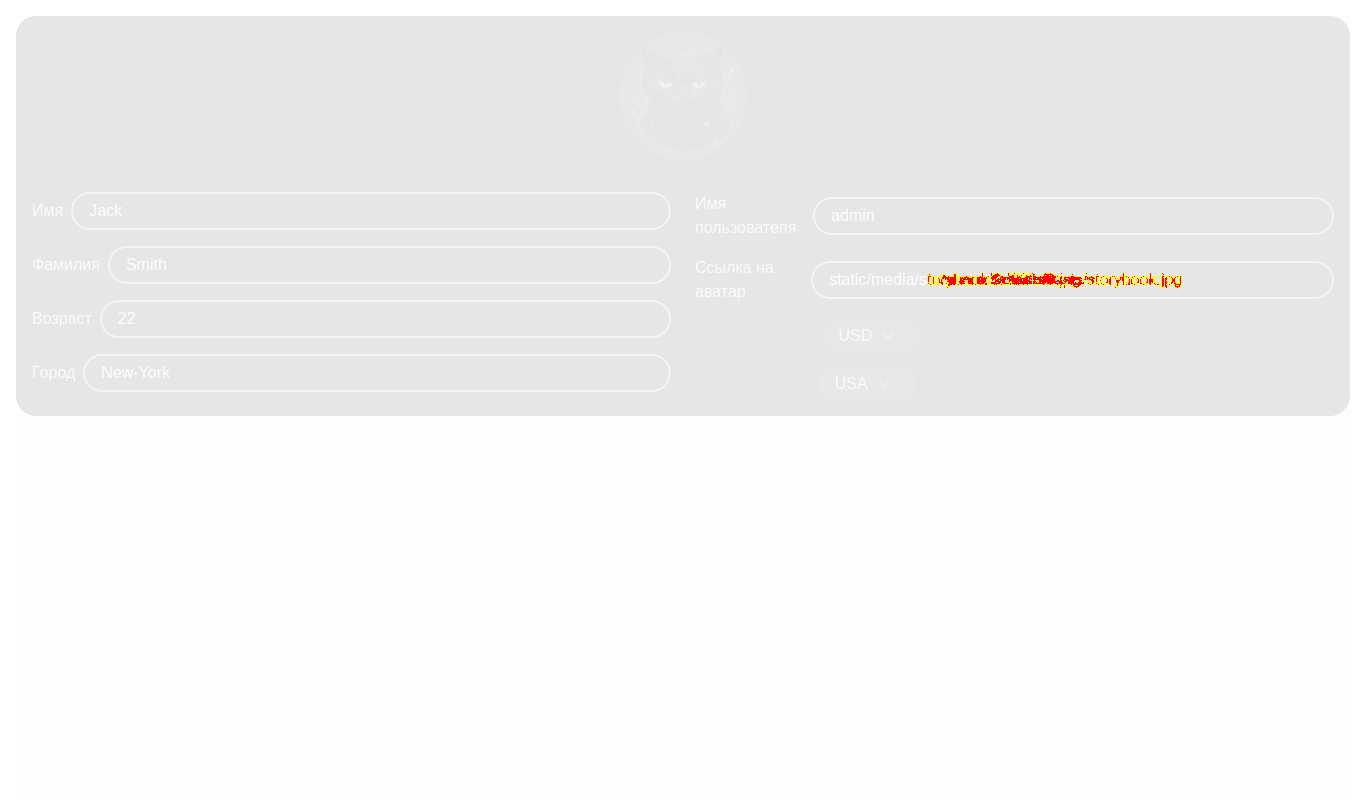 Имя
Jack
Фамилия
Smith
Возраст
22
Город
New-York
Имя
пользователя
admin
Ссылка на
аватар
static/media/s
storybook.jpg
USD
USA